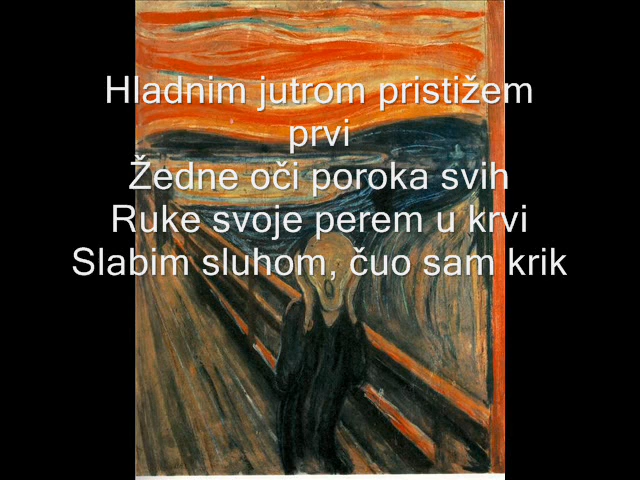 Hladnim jutrom pristižem
prvi
Žedne oči poroka svih
Ruke svoje perem u krvi
Slabim sluhom, čuo sam krik